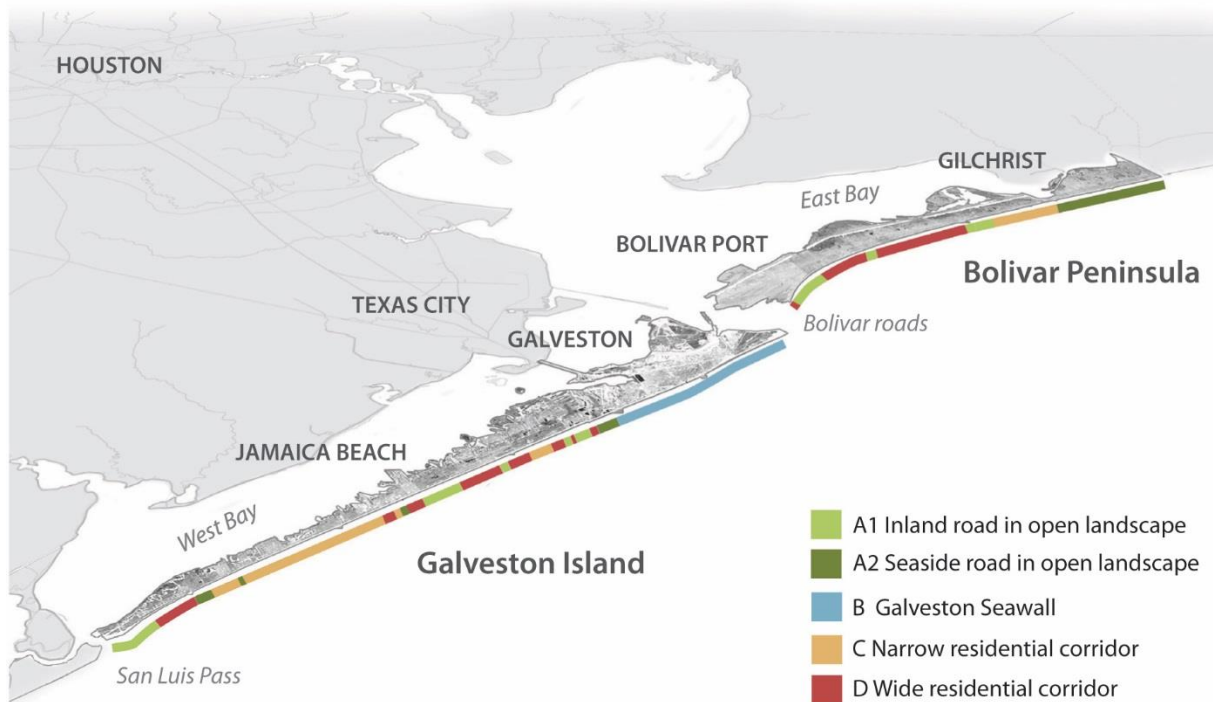 HOUSTON
GILCHRIST
East Bay
BOLIVAR PORT
Bolivar Peninsula
TEXAS CITY
Bolivar roads
GALVESTON
JAMAICA BEACH
West Bay
Galveston Island
San Luis Pass
A1 Inland road in open landscape
A2 Seaside road in open landscape
B Galveston Seawall
C Narrow residential corridor
D Wide residential corridor